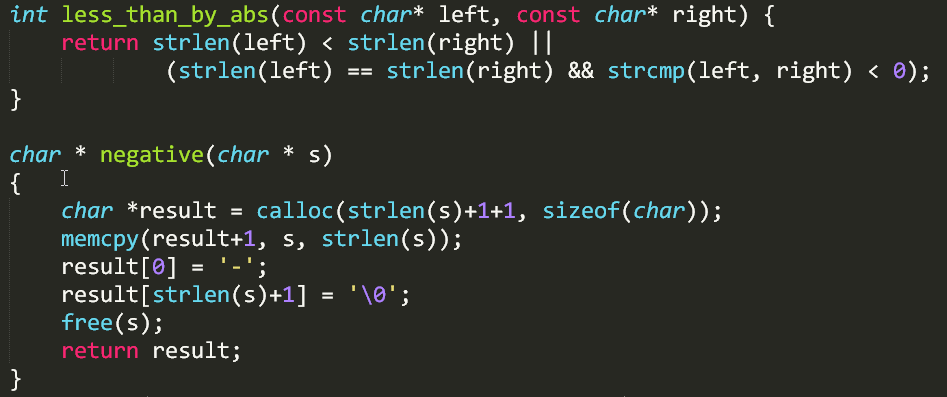 int less_than_by_abs(const char* left, const char* right) {
    return strlen(left) < strlen(right) ||
            (strlen(left) == strlen(right) && strcmp(left, right) < 0);
}

char * negative(char * s)
{
    char *result = calloc(strlen(s)+1+1, sizeof(char));
    memcpy(result+1, s, strlen(s));
    result[0] = '-';
    result[strlen(s)+1] = '\0';
    free(s);
    return result;
}